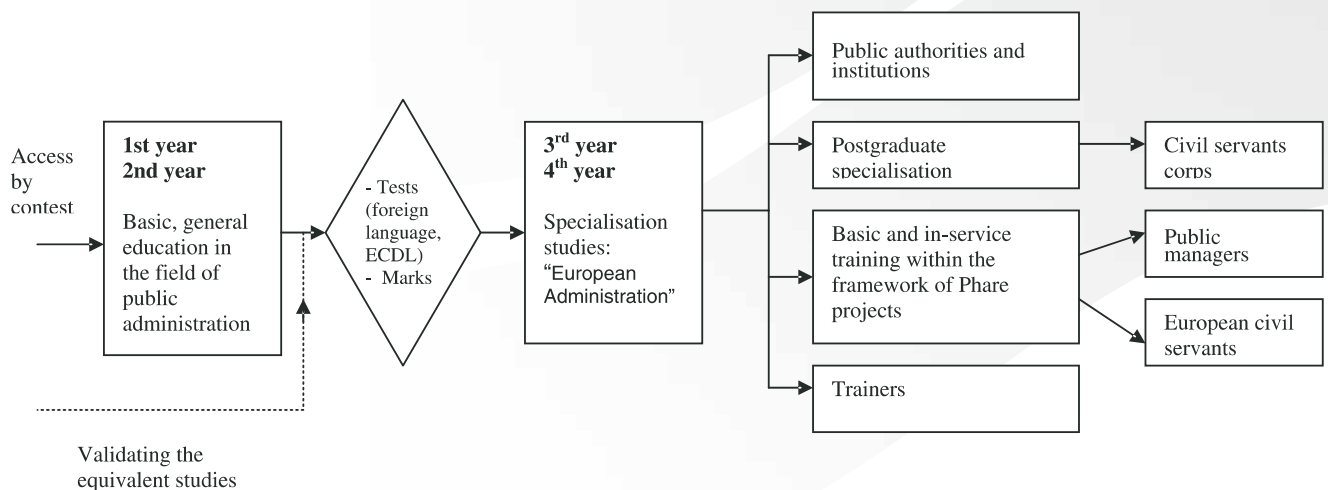 Access
by
contest
1st year
2nd year
Basic, general
education in
the field of
public
administration
Validating the
equivalent studies
- Tests
(foreign
language,
ECDL)
- Marks
3rd year
4th year
Specialisation
studies:
"European
Administration"
Public authorities and
institutions
Postgraduate
specialisation
Civil servants
corps
Basic and in-service
training within the
framework of Phare
projects
Public
managers
European civil
servants
Trainers